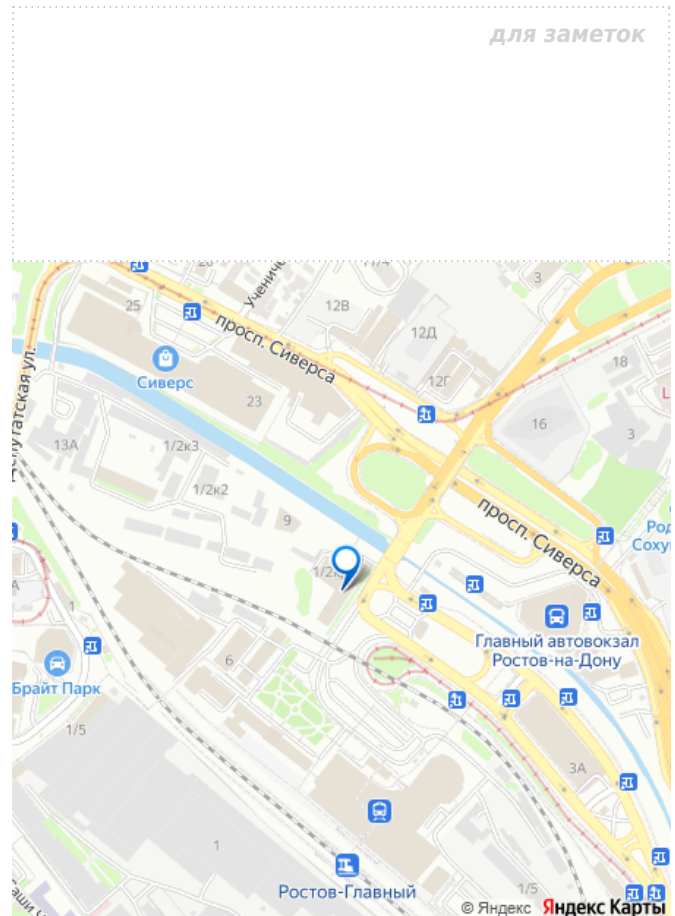 для заметок
25
12В
3
просп. Сиверса
12Д
18
Сиверс
12Г
23
16
3
13А
1/2к3
1/2к2
просп. Сиверса
9
1
Главный автовокзал
Ростов-на-Дону
6
Брайт Парк
1/5
3А
1
Ростов-Главный
1/5
© Яндекс Яндекс Карты